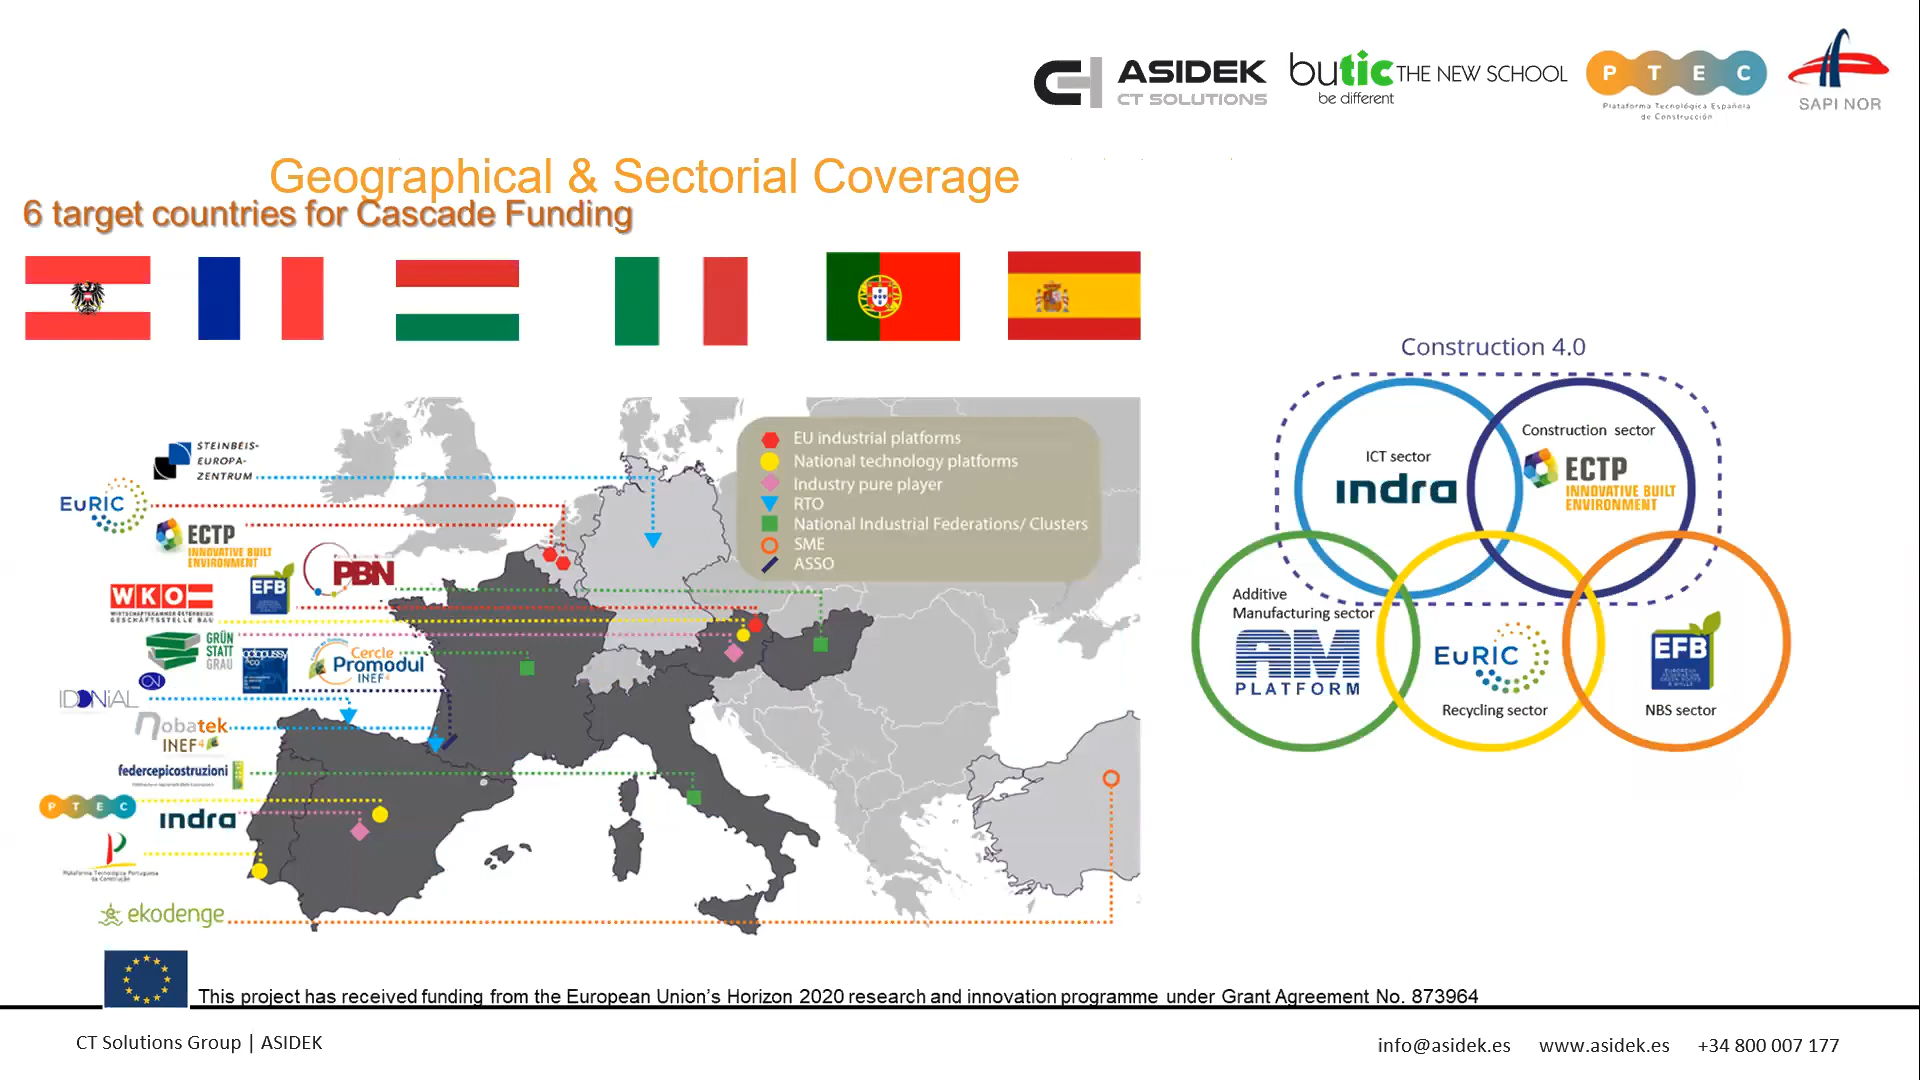 ASIDEK
CT SOLUTIONS
butic THE NEW SCHOOL
be different
P T E C
Plataforma Tecnológica Española
de Construcción
SAPI NOR
Geographical & Sectorial Coverage
6 target countries for Cascade Funding
EU industrial platforms
National technology platforms
Industry pure player
RTO
National Industrial Federations/ Clusters
SME
ASSO
STEINBEIS-
EUROPA-
ZENTRUM
EuRIC
ECTP
INNOVATIVE BUILT
ENVIRONMENT
PBN
WKO
WIRTSCHAFTSKAMMER ÖSTERREICH
GESCHÄFTSSTELLE BAU
EFB
GRÜN
STATT
GRAU
Cercle
Promodul
INEF4
IDONIAL
nobatek
INEF4
federcepicostruzioni
P T E C
indra
Plataforma Tecnológica Portuguesa
da Construção
ekodenge
Construction 4.0
ICT sector
indra
Construction sector
ECTP
INNOVATIVE BUILT
ENVIRONMENT
Additive
Manufacturing sector
AM
PLATFORM
EuRIC
Recycling sector
EFB
EUROPEAN
FEDERATION
GREEN ROOFS
& WALLS
NBS sector
This project has received funding from the European Union's Horizon 2020 research and innovation programme under Grant Agreement No. 873964
CT Solutions Group | ASIDEK
info@asidek.es www.asidek.es +34 800 007 177